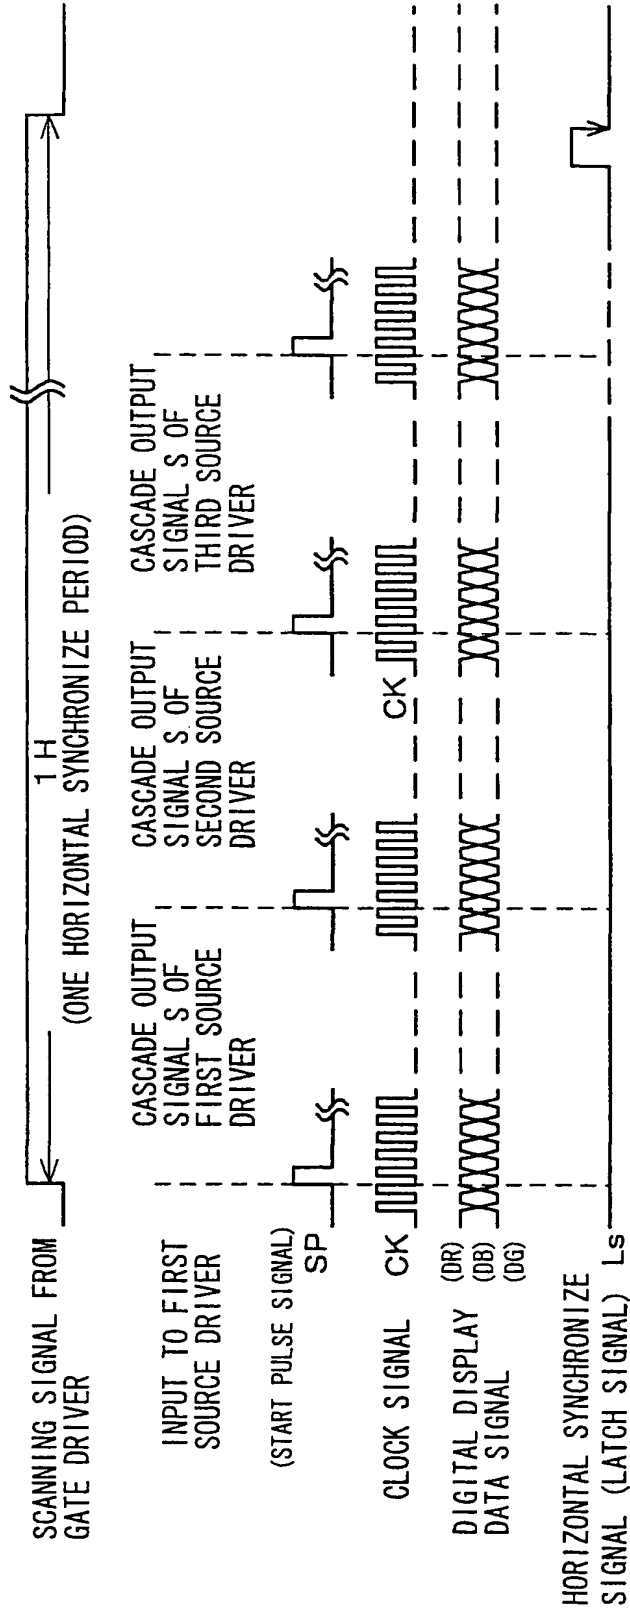 SCANNING SIGNAL FROM
GATE DRIVER
1 H
(ONE HORIZONTAL SYNCHRONIZE PERIOD)
INPUT TO FIRST
SOURCE DRIVER
CASCADE OUTPUT
SIGNAL S OF
FIRST SOURCE
DRIVER
CASCADE OUTPUT
SIGNAL S OF
SECOND SOURCE
DRIVER
CASCADE OUTPUT
SIGNAL S OF
THIRD SOURCE
DRIVER
(START PULSE SIGNAL)
SP
CLOCK SIGNAL CK
CK
DIGITAL DISPLAY
DATA SIGNAL
(DR)
(DB)
(DG)
HORIZONTAL SYNCHRONIZE
SIGNAL (LATCH SIGNAL) Ls